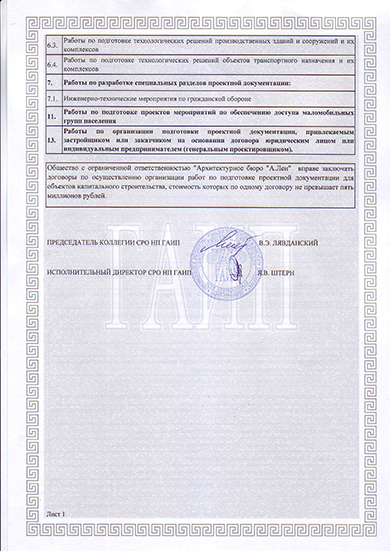 6.3. Работы по подготовке технологических решений производственных зданий и сооружений и их
комплексов
6.4. Работы по подготовке технологических решений объектов транспортного назначения и их
комплексов
7. Работы по разработке специальных разделов проектной документации:
7.1. Инженерно-технические мероприятия по гражданской обороне
11. Работы по подготовке проектов мероприятий по обеспечению доступа маломобильных
групп населения
13. Работы по организации подготовки проектной документации, привлекаемым
застройщиком или заказчиком на основании договора юридическим лицом или
индивидуальным предпринимателем (генеральным проектировщиком).
Общество с ограниченной ответственностью "Архитектурное бюро "А.Лен" вправе заключать
договоры по осуществлению организации работ по подготовке проектной документации для
объектов капитального строительства, стоимость которых по одному договору не превышает пять
миллионов рублей.
ПРЕДСЕДАТЕЛЬ КОЛЛЕГИИ СРО НП ГАИП В.Э. ЛЯВДАНСКИЙ
ИСПОЛНИТЕЛЬНЫЙ ДИРЕКТОР СРО НП ГАИП Я.В. ШТЕРН
ГАИП
Лист 1